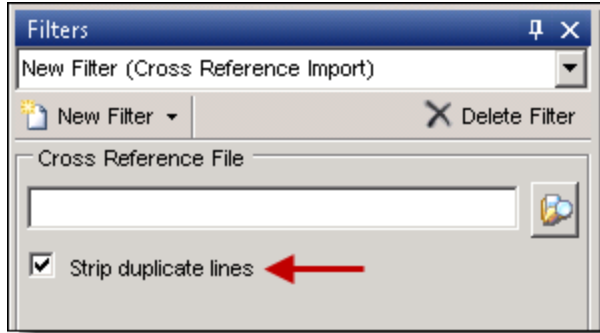 Filters
New Filter (Cross Reference Import)
New Filter
Delete Filter
Cross Reference File
Strip duplicate lines